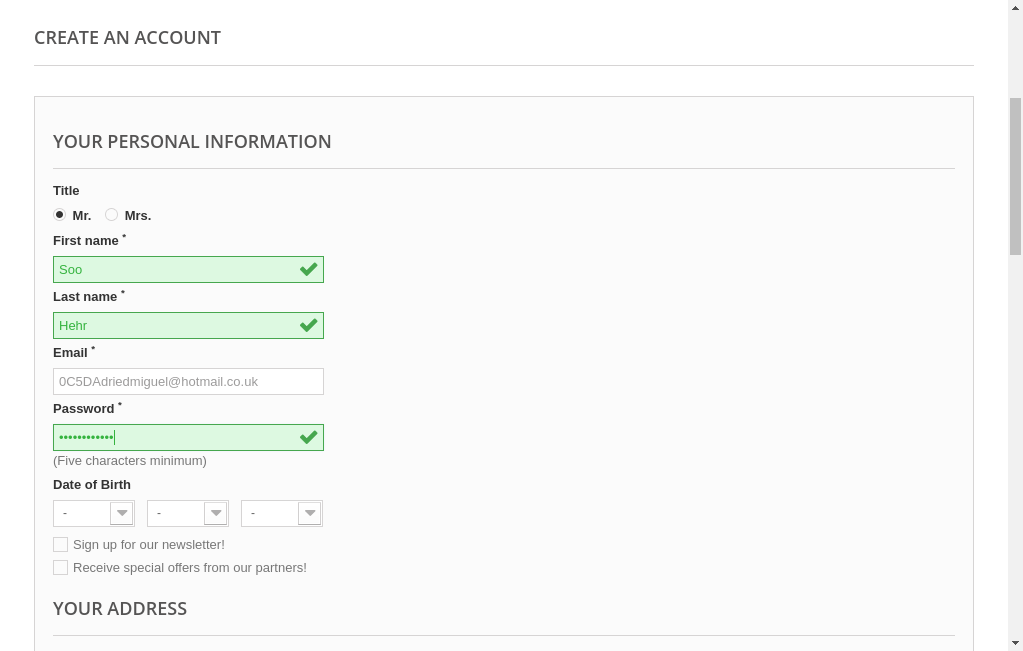 CREATE AN ACCOUNT
YOUR PERSONAL INFORMATION
Title
Mr. Mrs.
First name *
Soo
Last name *
Hehr
Email *
0C5DAdriedmiguel@hotmail.co.uk
Password *
••••••••••••
(Five characters minimum)
Date of Birth
- - -
Sign up for our newsletter!
Receive special offers from our partners!
YOUR ADDRESS